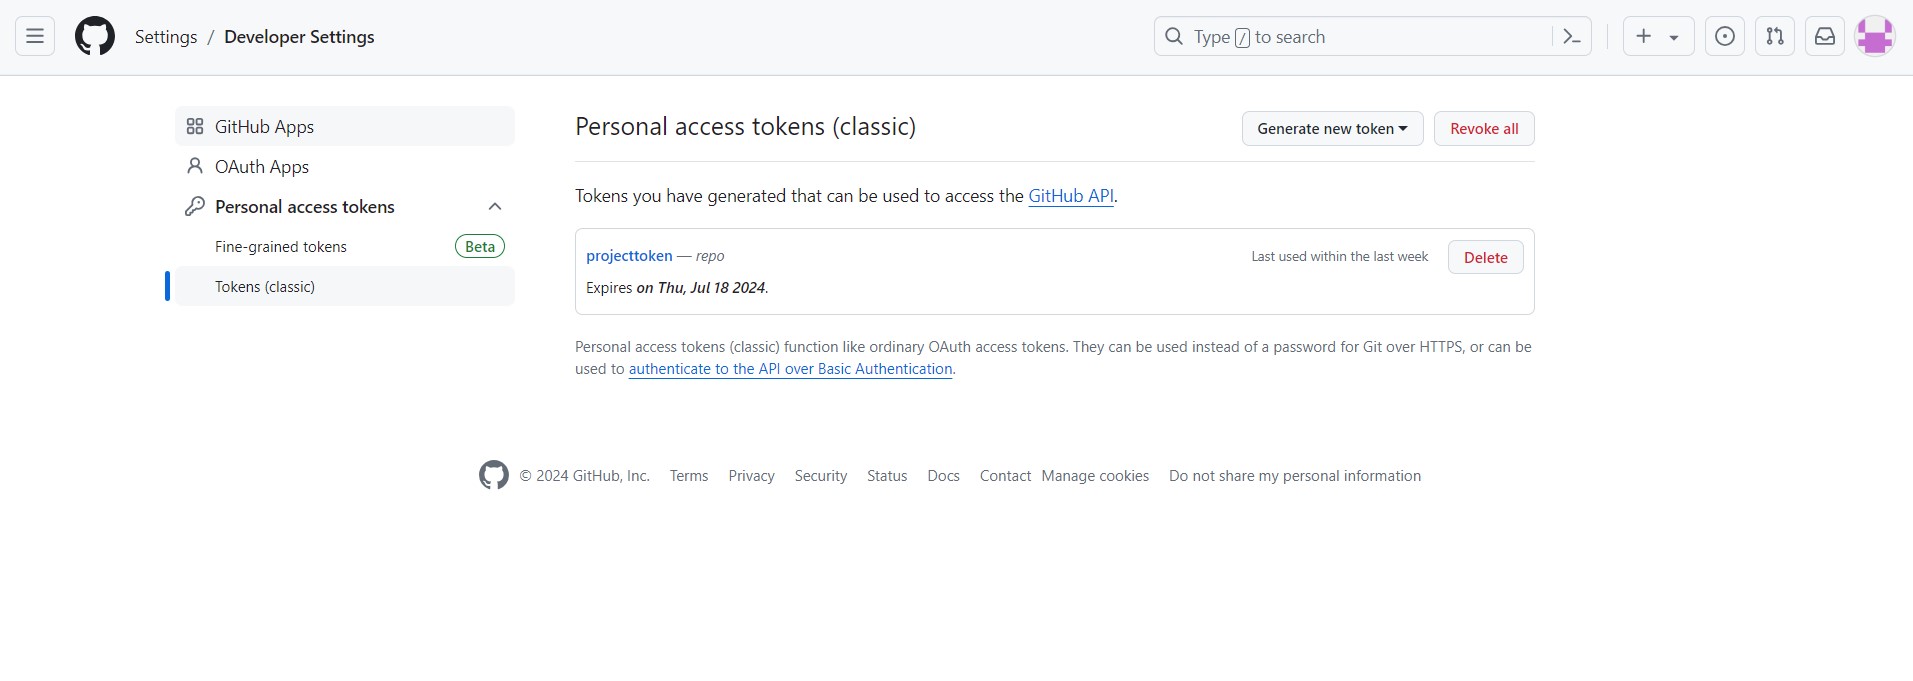 Settings / Developer Settings
Type / to search
GitHub Apps
OAuth Apps
Personal access tokens
Fine-grained tokens Beta
Tokens (classic)
Personal access tokens (classic)
Generate new token Revoke all
Tokens you have generated that can be used to access the GitHub API.
projecttoken — repo Last used within the last week Delete
Expires on Thu, Jul 18 2024.
Personal access tokens (classic) function like ordinary OAuth access tokens. They can be used instead of a password for Git over HTTPS, or can be
used to authenticate to the API over Basic Authentication.
© 2024 GitHub, Inc. Terms Privacy Security Status Docs Contact Manage cookies Do not share my personal information